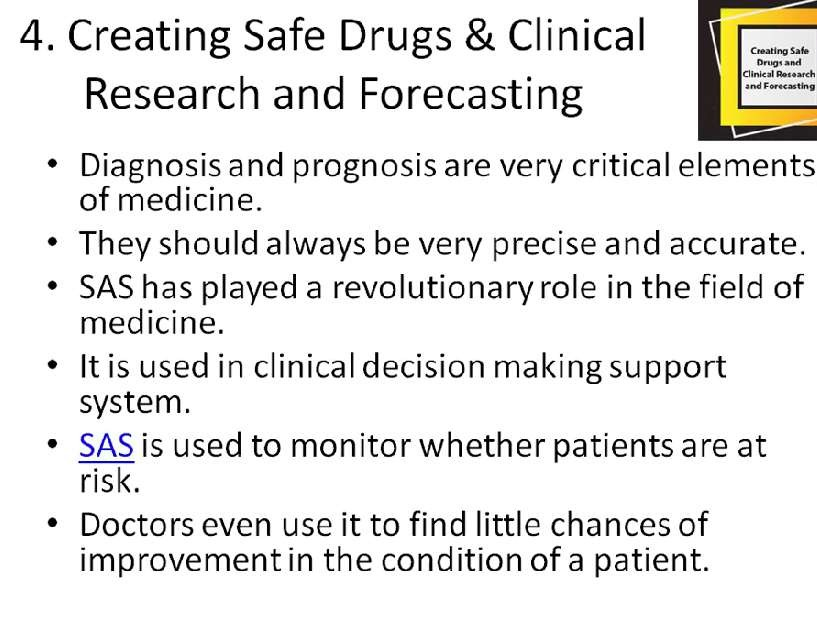 4. Creating Safe Drugs & Clinical
Research and Forecasting
Creating Safe
Drugs and
Clinical Research
and Forecasting
• Diagnosis and prognosis are very critical elements
of medicine.
• They should always be very precise and accurate.
• SAS has played a revolutionary role in the field of
medicine.
• It is used in clinical decision making support
system.
• SAS is used to monitor whether patients are at
risk.
• Doctors even use it to find little chances of
improvement in the condition of a patient.